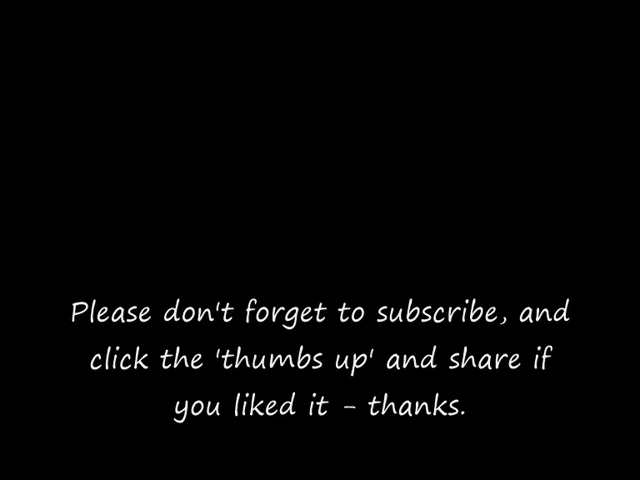 Please don't forget to subscribe, and
click the 'thumbs up' and share if
you liked it - thanks.